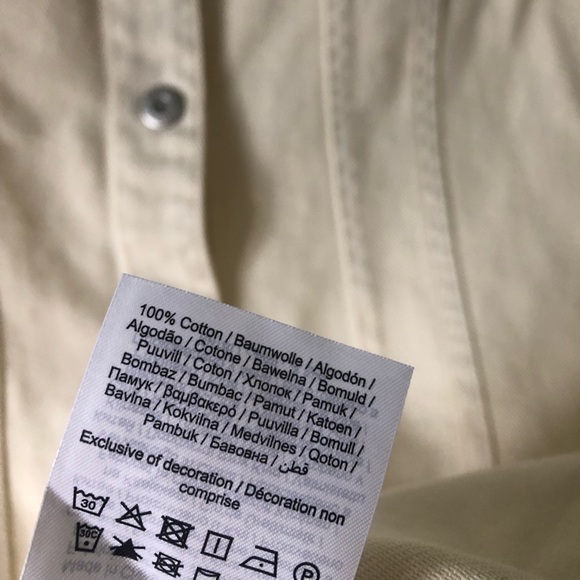 100% Cotton / Baumwolle / Algodón /
Algodão / Cotone / Bawełna / Bomuld /
Puuvill / Coton / Хлопок / Pamuk /
Bombaz / Bumbac / Pamut / Katoen /
Памук / βαμβακερό / Puuvilla / Bomull /
Bavlna / Kokvilna / Medvilnės / Qoton /
Pambuk / Бавовна / قطن
Exclusive of decoration / Décoration non
comprise
30
P